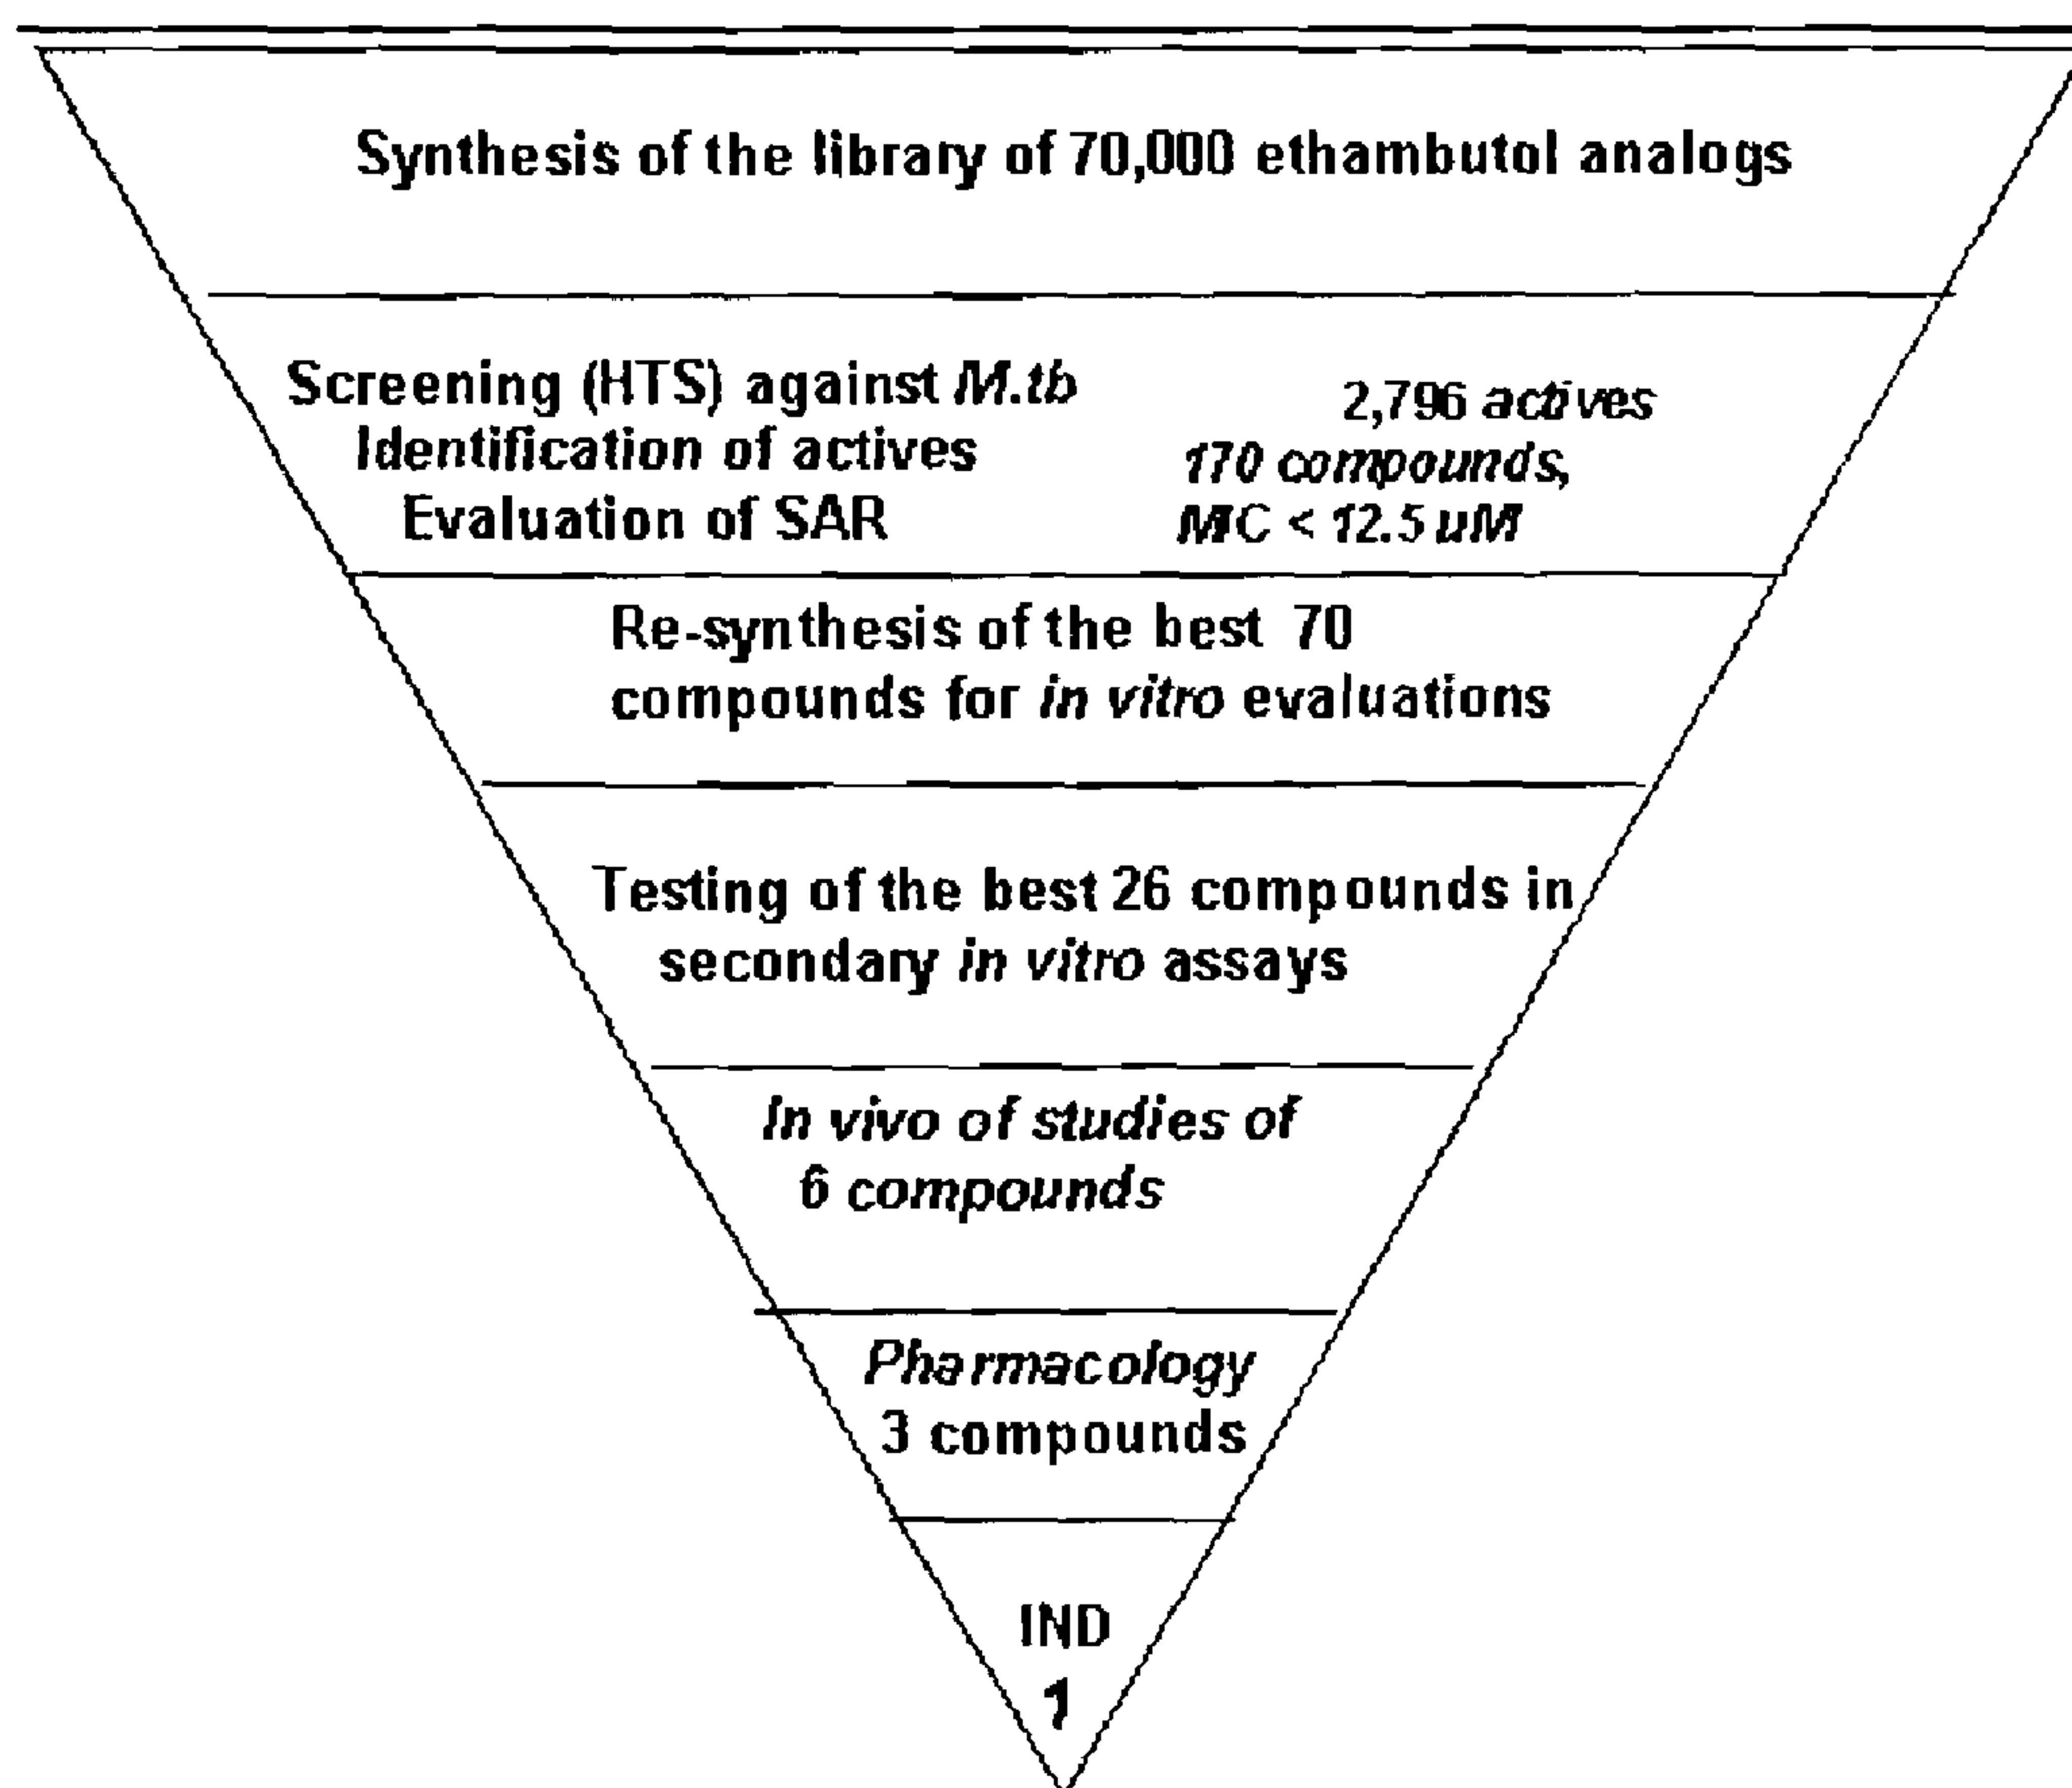 Synthesis of the library of 70,000 ethambutol analogs
Screening (HTS) against M.tb
Identification of actives
Evaluation of SAR
2,796 actives
170 compounds,
MIC < 12.5 uM
Re-synthesis of the best 70
compounds for in vitro evaluations
Testing of the best 26 compounds in
secondary in vitro assays
In vivo of studies of
6 compounds
Pharmacology
3 compounds
IND
1